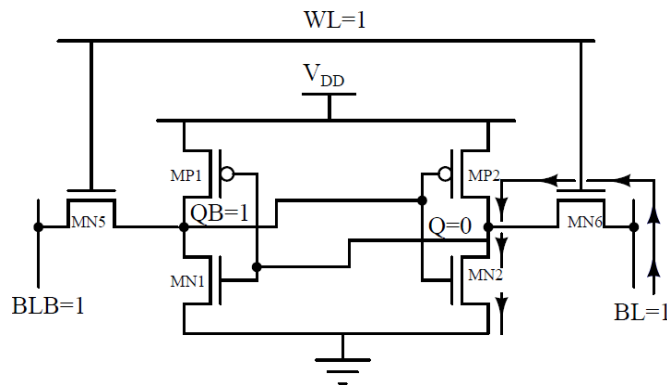 WL=1
V_DD
MP1
MP2
MN5
QB=1
Q=0
MN6
MN1
MN2
BLB=1
BL=1